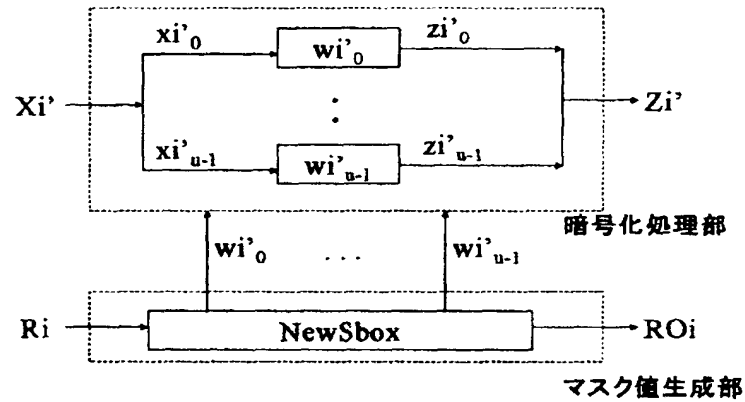 xi'₀ wi'₀ zi'₀
Xi' : Zi'
xi'ᵤ₋₁ wi'ᵤ₋₁ zi'ᵤ₋₁
暗号化処理部
wi'₀ ... wi'ᵤ₋₁
Ri NewSbox ROi
マスク値生成部